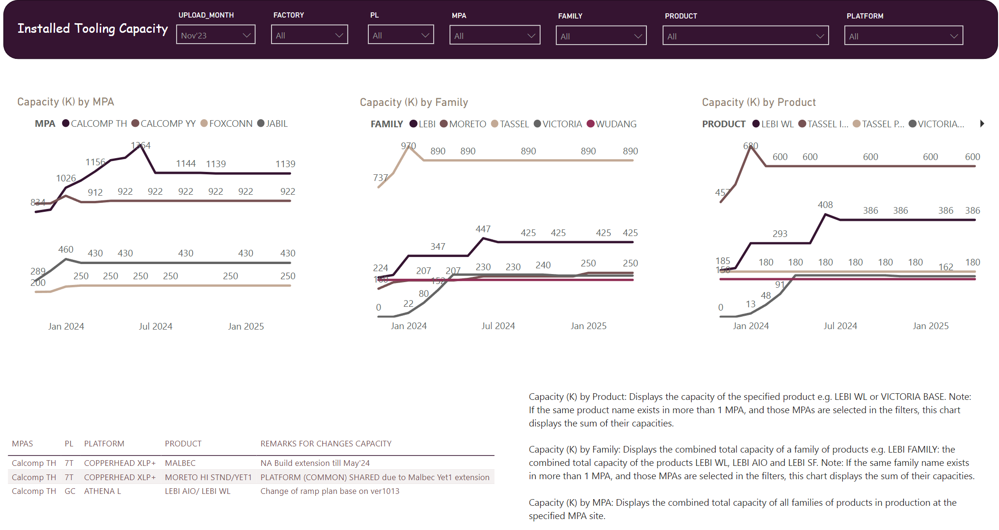 Installed Tooling Capacity
UPLOAD_MONTH FACTORY PL MPA FAMILY PRODUCT PLATFORM
Nov'23 All All All All All All
Capacity (K) by MPA
MPA CALCOMP TH CALCOMP YY FOXCONN JABIL
1364
1156
1144 1139 1139
1026
912 922 922 922 922 922 922
834
460 430 430 430 430 430
289
200
250 250 250 250 250 250
Jan 2024 Jul 2024 Jan 2025
Capacity (K) by Family
FAMILY LEBI MORETO TASSEL VICTORIA WUDANG
970
890 890 890 890 890
737
447
425 425 425 425
347
224
207 207 230 230 240 250 250
160
152
80
22
0
Jan 2024 Jul 2024 Jan 2025
Capacity (K) by Product
PRODUCT LEBI WL TASSEL I... TASSEL P... VICTORIA...
680
600 600 600 600 600
457
408
386 386 386 386
293
185
180 180 180 180 180 180 162 180
150
91
48
13
0
Jan 2024 Jul 2024 Jan 2025
Capacity (K) by Product: Displays the capacity of the specified product e.g. LEBI WL or VICTORIA BASE. Note:
If the same product name exists in more than 1 MPA, and those MPAs are selected in the filters, this chart
displays the sum of their capacities.
Capacity (K) by Family: Displays the combined total capacity of a family of products e.g. LEBI FAMILY: the
combined total capacity of the products LEBI WL, LEBI AIO and LEBI SF. Note: If the same family name exists
in more than 1 MPA, and those MPAs are selected in the filters, this chart displays the sum of their capacities.
Capacity (K) by MPA: Displays the combined total capacity of all families of products in production at the
specified MPA site.
MPAS PL PLATFORM PRODUCT REMARKS FOR CHANGES CAPACITY
Calcomp TH 7T COPPERHEAD XLP+ MALBEC NA Build extension till May'24
Calcomp TH 7T COPPERHEAD XLP+ MORETO HI STND/YET1 PLATFORM (COMMON) SHARED due to Malbec Yet1 extension
Calcomp TH GC ATHENA L LEBI AIO/ LEBI WL Change of ramp plan base on ver1013